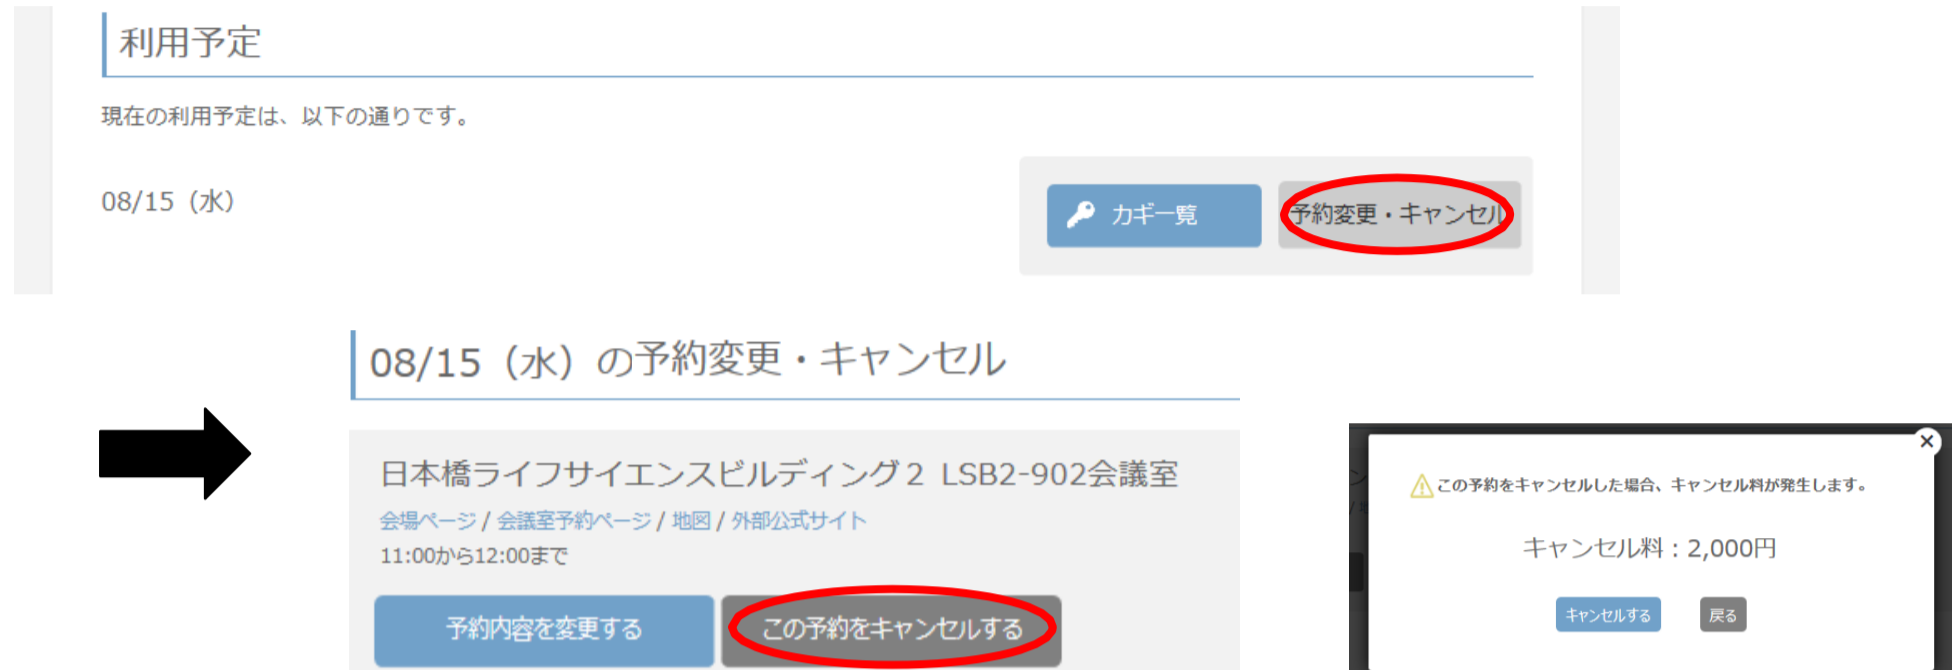 利用予定
現在の利用予定は、以下の通りです。
08/15（水）
カギ一覧
予約変更・キャンセル
08/15（水）の予約変更・キャンセル
日本橋ライフサイエンスビルディング２ LSB2-902会議室
会場ページ / 会議室予約ページ / 地図 / 外部公式サイト
11:00から12:00まで
予約内容を変更する
この予約をキャンセルする
この予約をキャンセルした場合、キャンセル料が発生します。
キャンセル料：2,000円
キャンセルする
戻る